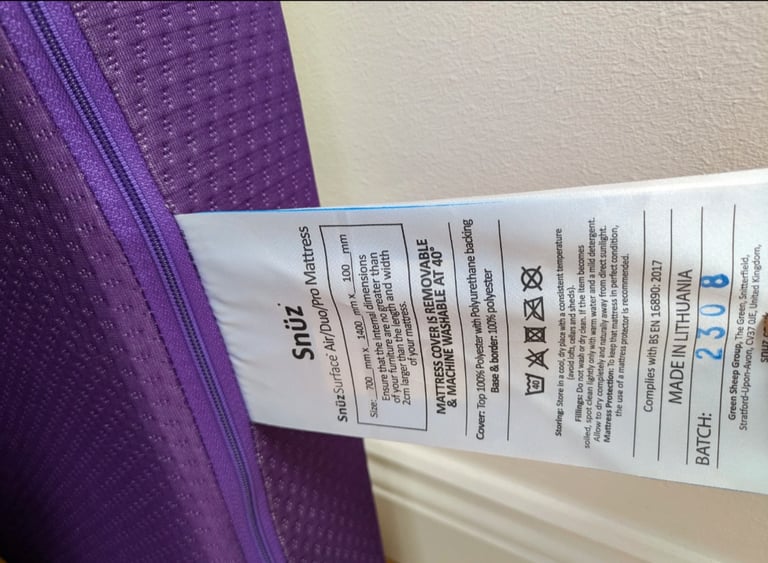 Snüz
SnüzSurface Air/Duo/Pro Mattress
Size: 700 mm x 1400 mm x 100 mm
Ensure that the internal dimensions
of your furniture are no greater than
2cm larger than the length and width
of your mattress.
MATTRESS COVER IS REMOVABLE
& MACHINE WASHABLE AT 40°
Cover: Top 100% Polyester with Polyurethane backing
Base & border: 100% polyester
40
Storing: Store in a cool, dry place with a consistent temperature
(avoid lofts, cellars and sheds).
Fillings: Do not wash or dry clean. If the item becomes
soiled, spot clean lightly only with warm water and a mild detergent.
Allow to dry completely and naturally away from direct sunlight.
Mattress Protection: To keep that mattress in perfect condition,
the use of a mattress protector is recommended.
Complies with BS EN 16890: 2017
MADE IN LITHUANIA
BATCH: 2308
Green Sheep Group, The Green, Snitterfield,
Stratford-Upon-Avon, CV37 0JE, United Kingdom,